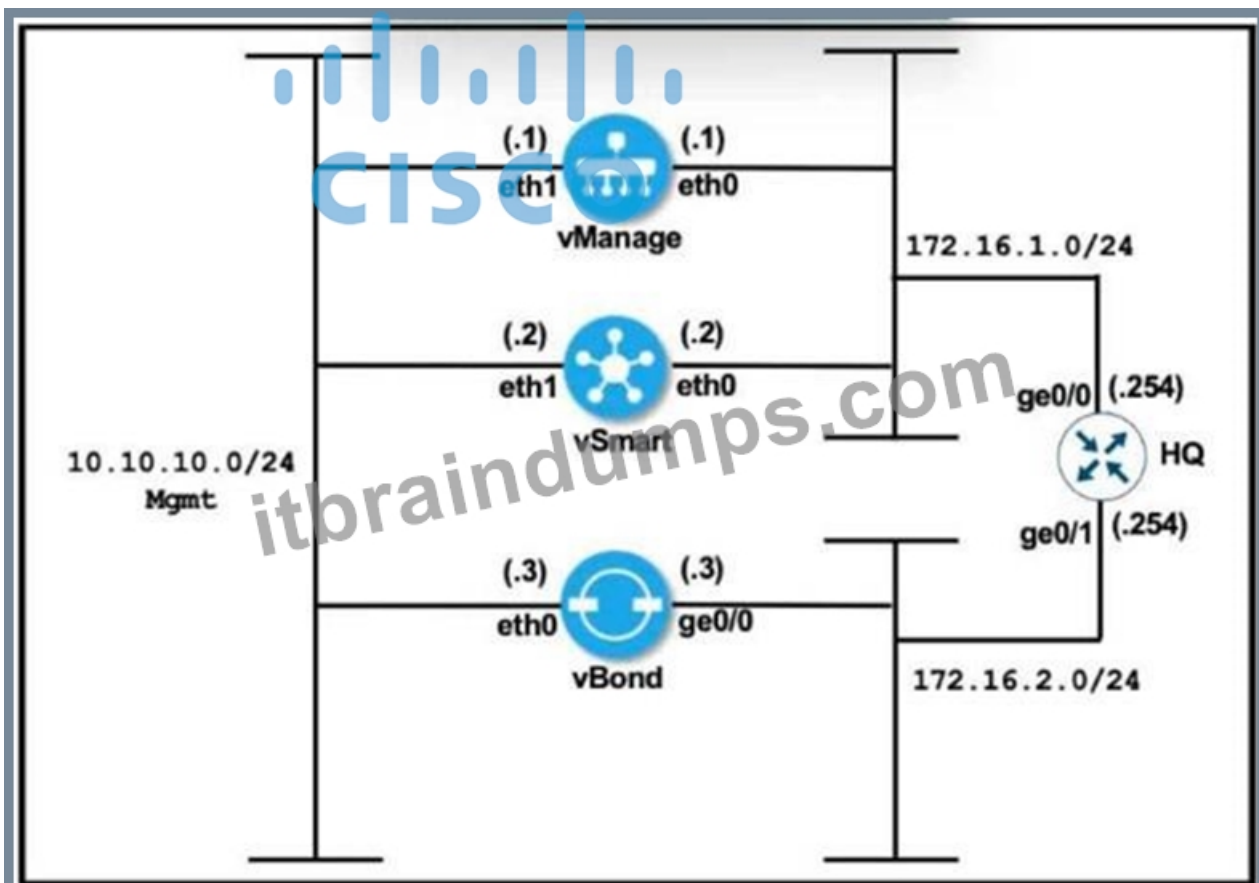 CISCO
(.1)
(.1)
eth1
eth0
vManage
172.16.1.0/24
(.2)
(.2)
eth1
eth0
vSmart
ge0/0
(.254)
HQ
10.10.10.0/24
Mgmt
itbraindumps.com
ge0/1
(.254)
(.3)
(.3)
eth0
ge0/0
vBond
172.16.2.0/24